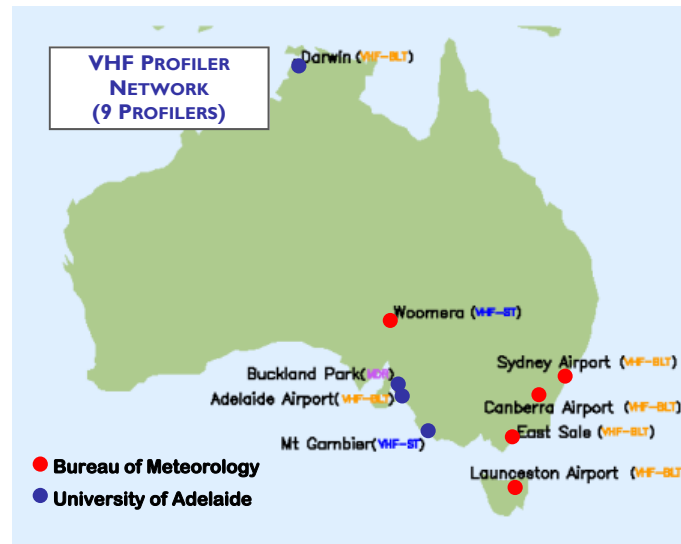 VHF PROFILER
NETWORK
(9 PROFILERS)
Darwin (VHF-BLT)
Woomera (VHF-ST)
Sydney Airport (VHF-BLT)
Buckland Park(MDR)
Adelaide Airport(VHF-BLT)
Canberra Airport (VHF-BLT)
East Sale (VHF-BLT)
Mt Gambier(VHF-ST)
Launceston Airport (VHF-BLT
Bureau of Meteorology
University of Adelaide